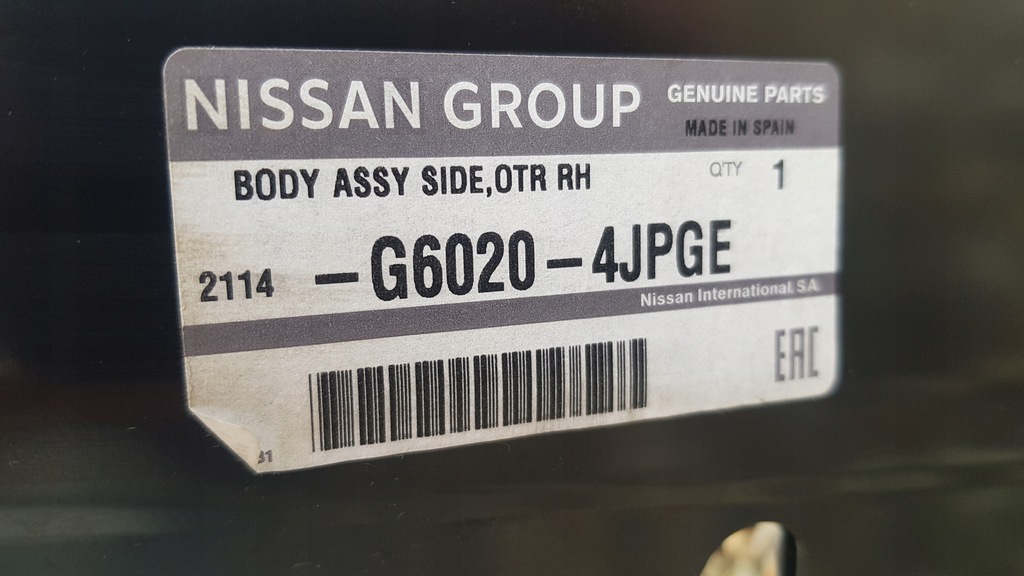 NISSAN GROUP GENUINE PARTS
MADE IN SPAIN
BODY ASSY SIDE,OTR RH QTY 1
2114 -G6020-4JPGE
Nissan International, S.A.
EAC